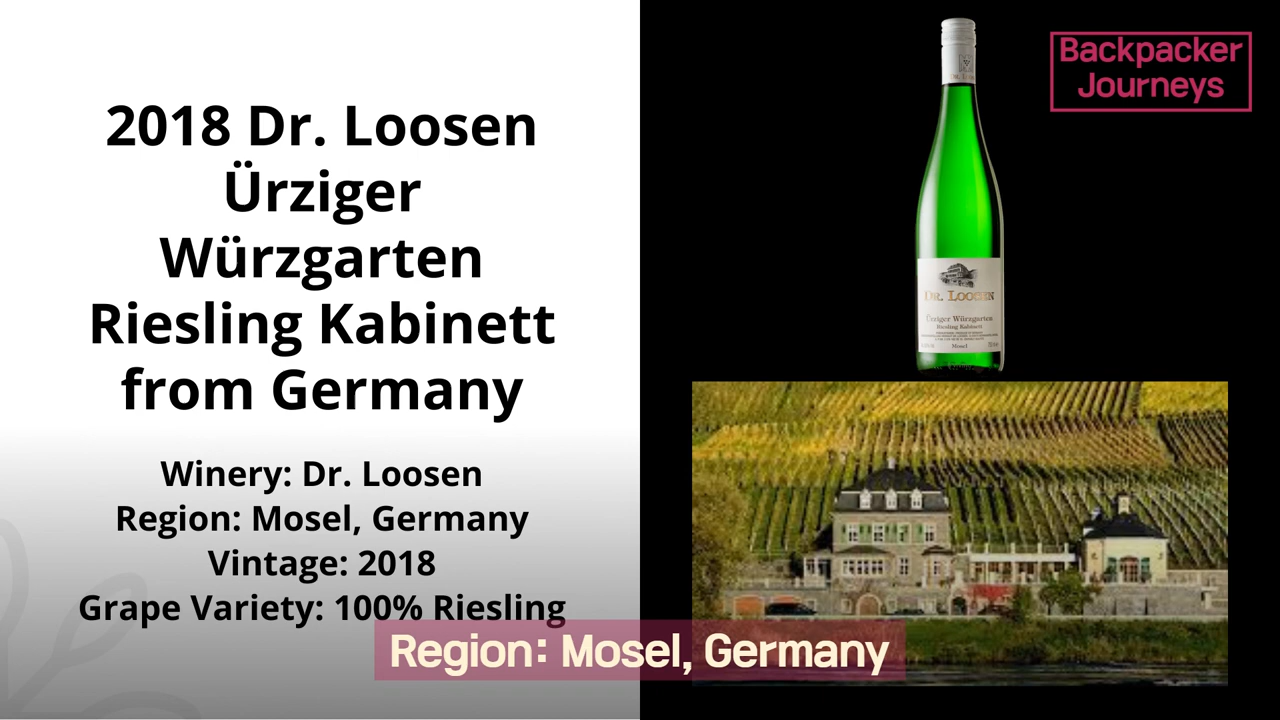 2018 Dr. Loosen
Ürziger
Würzgarten
Riesling Kabinett
from Germany
Winery: Dr. Loosen
Region: Mosel, Germany
Vintage: 2018
Grape Variety: 100% Riesling
Region: Mosel, Germany
Backpacker
Journeys
DR. LOOSEN
Ürziger Würzgarten
Riesling Kabinett
Mosel